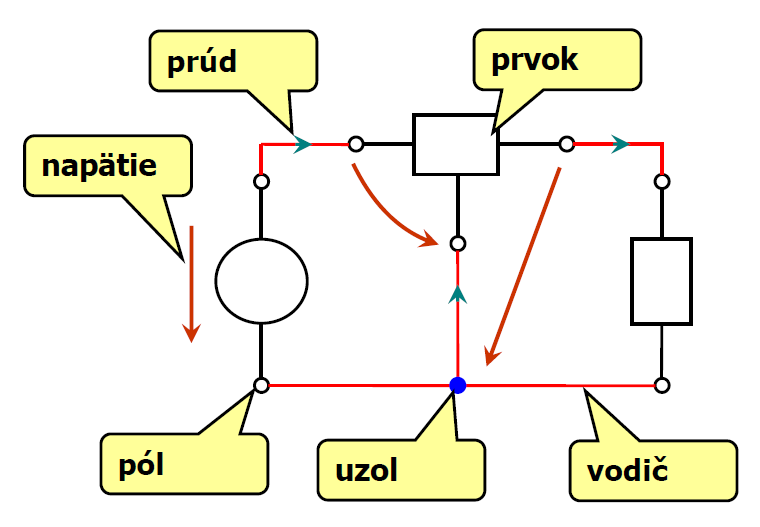 prúd
prvok
napätie
pól
uzol
vodič